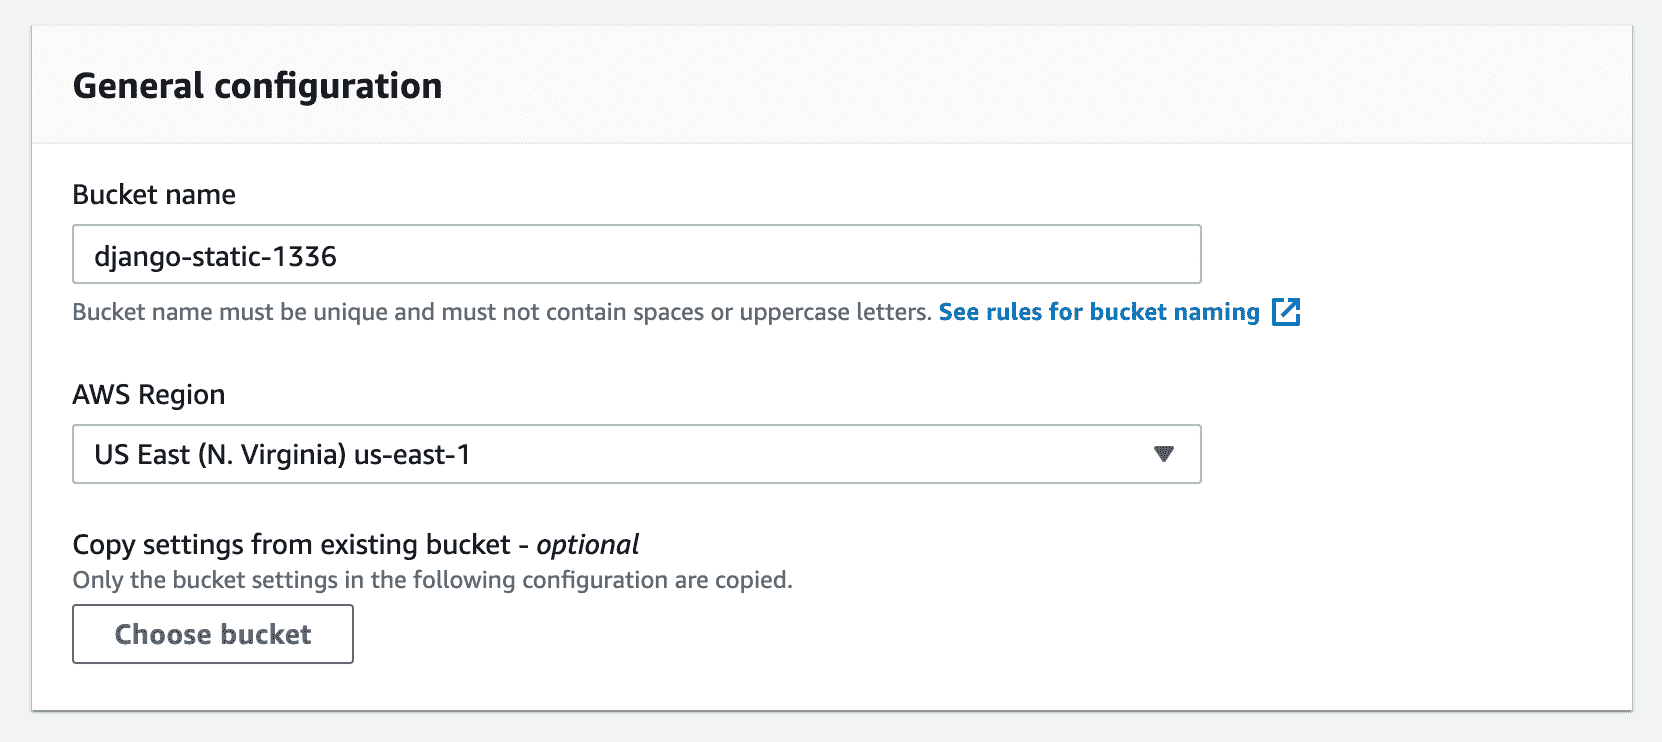 General configuration
Bucket name
django-static-1336
Bucket name must be unique and must not contain spaces or uppercase letters. See rules for bucket naming
AWS Region
US East (N. Virginia) us-east-1
Copy settings from existing bucket - optional
Only the bucket settings in the following configuration are copied.
Choose bucket